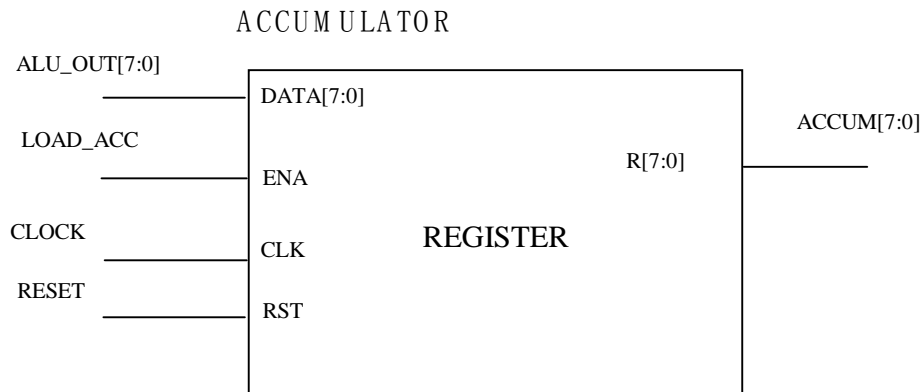 ACCUMULATOR
ALU_OUT[7:0]
DATA[7:0]
ACCUM[7:0]
LOAD_ACC
R[7:0]
ENA
CLOCK
CLK
REGISTER
RESET
RST